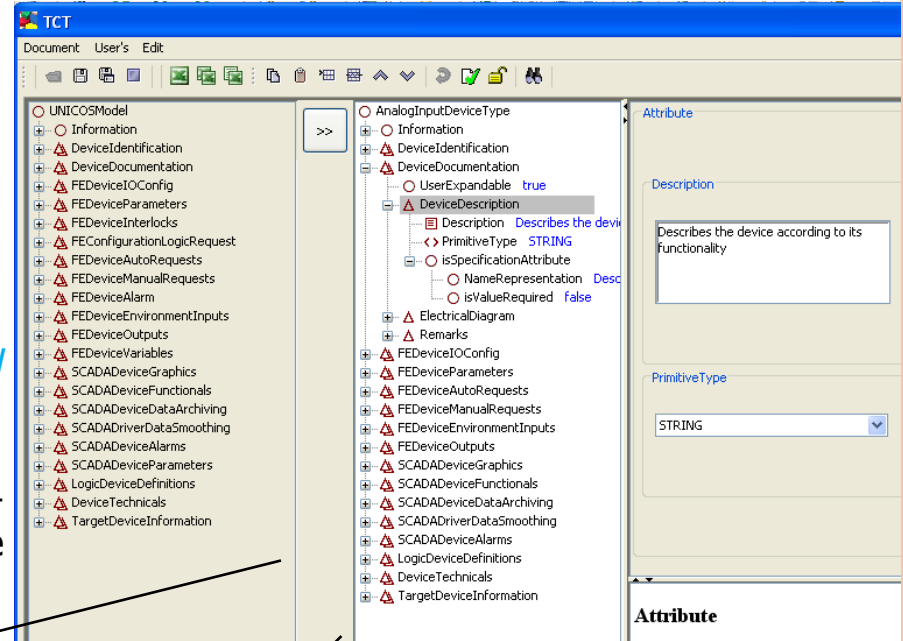 TCT
Document User's Edit
UNICOSModel
Information
DeviceIdentification
DeviceDocumentation
FEDeviceIOConfig
FEDeviceParameters
FEDeviceInterlocks
FEConfigurationLogicRequest
FEDeviceAutoRequests
FEDeviceManualRequests
FEDeviceAlarm
FEDeviceEnvironmentInputs
FEDeviceOutputs
FEDeviceVariables
SCADADeviceGraphics
SCADADeviceFunctionals
SCADADeviceDataArchiving
SCADADriverDataSmoothing
SCADADeviceAlarms
SCADADeviceParameters
LogicDeviceDefinitions
DeviceTechnicals
TargetDeviceInformation
>>
AnalogInputDeviceType
Information
DeviceIdentification
DeviceDocumentation
UserExpandable true
DeviceDescription
Description Describes the devi
PrimitiveType STRING
isSpecificationAttribute
NameRepresentation Desc
isValueRequired false
ElectricalDiagram
Remarks
FEDeviceIOConfig
FEDeviceParameters
FEDeviceAutoRequests
FEDeviceManualRequests
FEDeviceEnvironmentInputs
FEDeviceOutputs
SCADADeviceGraphics
SCADADeviceFunctionals
SCADADeviceDataArchiving
SCADADriverDataSmoothing
SCADADeviceAlarms
LogicDeviceDefinitions
DeviceTechnicals
TargetDeviceInformation
Attribute
Description
Describes the device according to its
functionality
PrimitiveType
STRING
Attribute